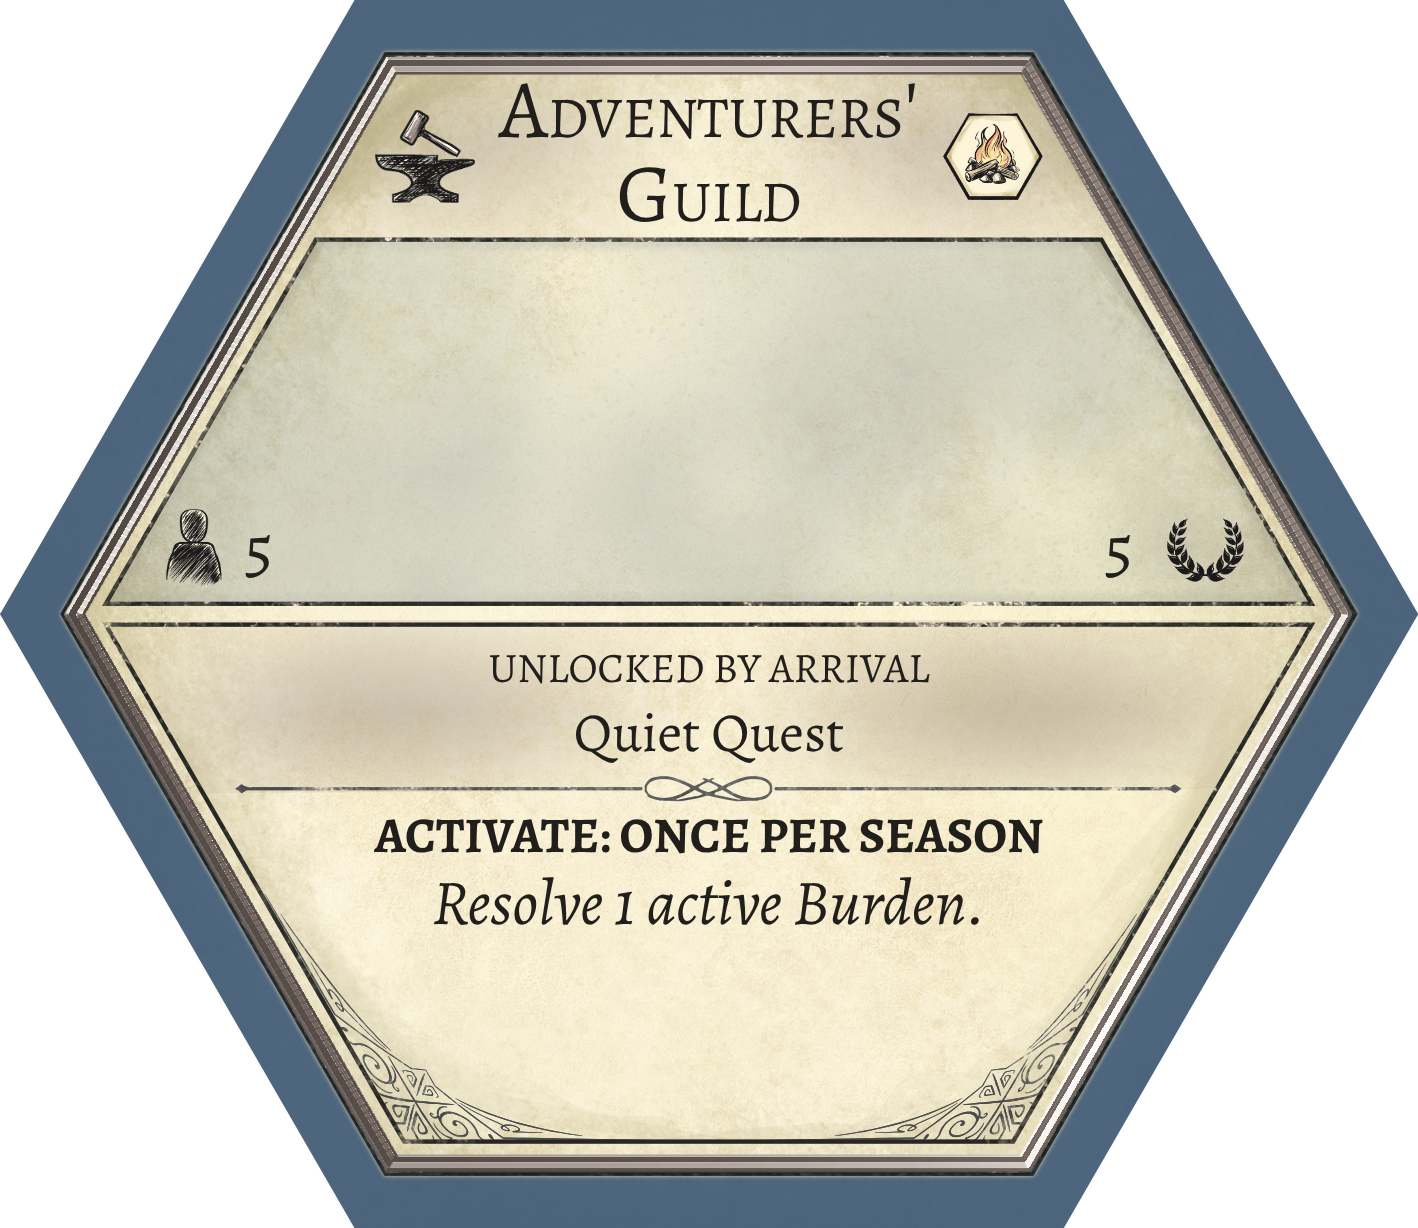 ADVENTURERS'
GUILD
5
5
UNLOCKED BY ARRIVAL
Quiet Quest
ACTIVATE: ONCE PER SEASON
Resolve 1 active Burden.